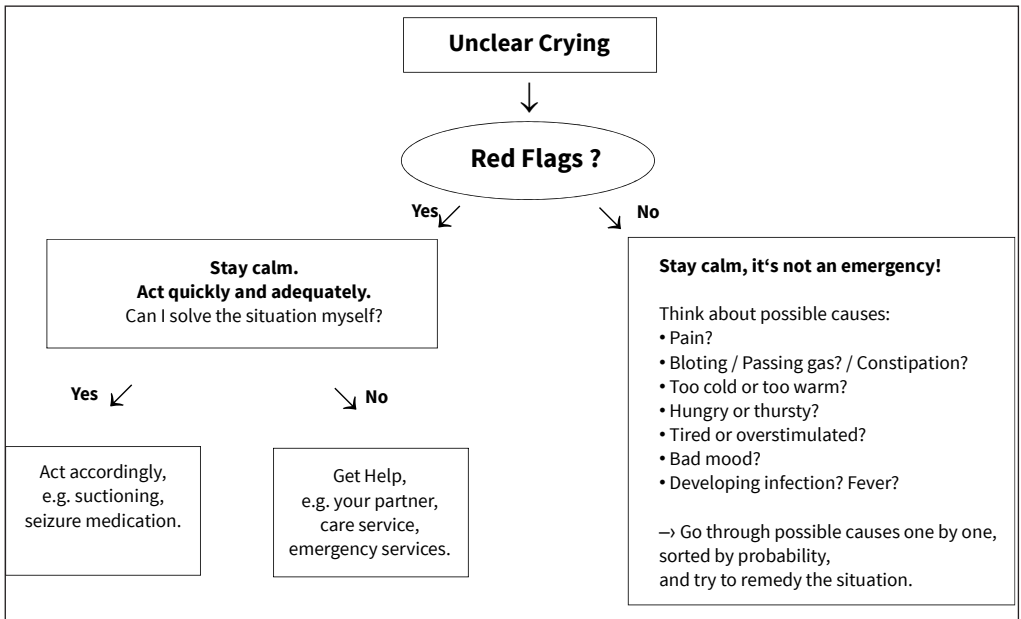 Unclear Crying
Red Flags ?
Yes
No
Stay calm.
Act quickly and adequately.
Can I solve the situation myself?
Yes
No
Act accordingly,
e.g. suctioning,
seizure medication.
Get Help,
e.g. your partner,
care service,
emergency services.
Stay calm, it‘s not an emergency!
Think about possible causes:
• Pain?
• Bloting / Passing gas? / Constipation?
• Too cold or too warm?
• Hungry or thursty?
• Tired or overstimulated?
• Bad mood?
• Developing infection? Fever?
—› Go through possible causes one by one,
sorted by probability,
and try to remedy the situation.